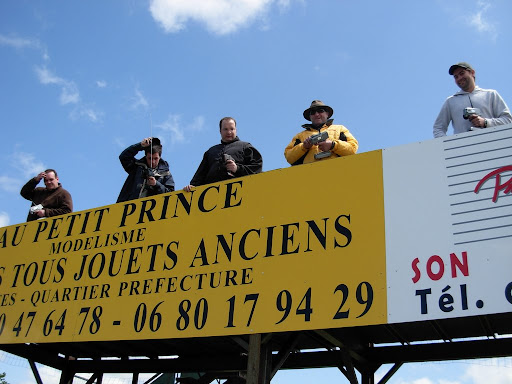 AU PETIT PRINCE
MODELISME
S TOUS JOUETS ANCIENS
ES - QUARTIER PREFECTURE
0 47 64 78 - 06 80 17 94 29
SON
Tél.